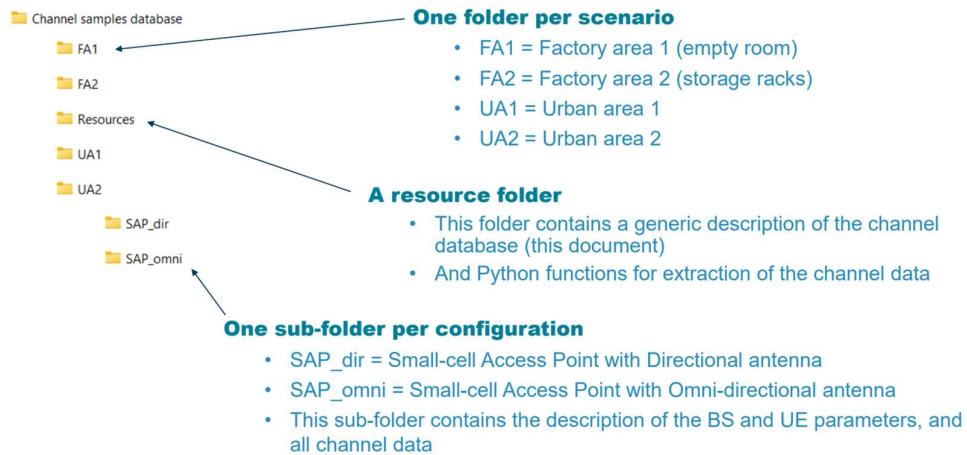 Channel samples database
FA1
FA2
Resources
UA1
UA2
SAP_dir
SAP_omni
One folder per scenario
• FA1 = Factory area 1 (empty room)
• FA2 = Factory area 2 (storage racks)
• UA1 = Urban area 1
• UA2 = Urban area 2
A resource folder
• This folder contains a generic description of the channel
database (this document)
• And Python functions for extraction of the channel data
One sub-folder per configuration
• SAP_dir = Small-cell Access Point with Directional antenna
• SAP_omni = Small-cell Access Point with Omni-directional antenna
• This sub-folder contains the description of the BS and UE parameters, and
all channel data